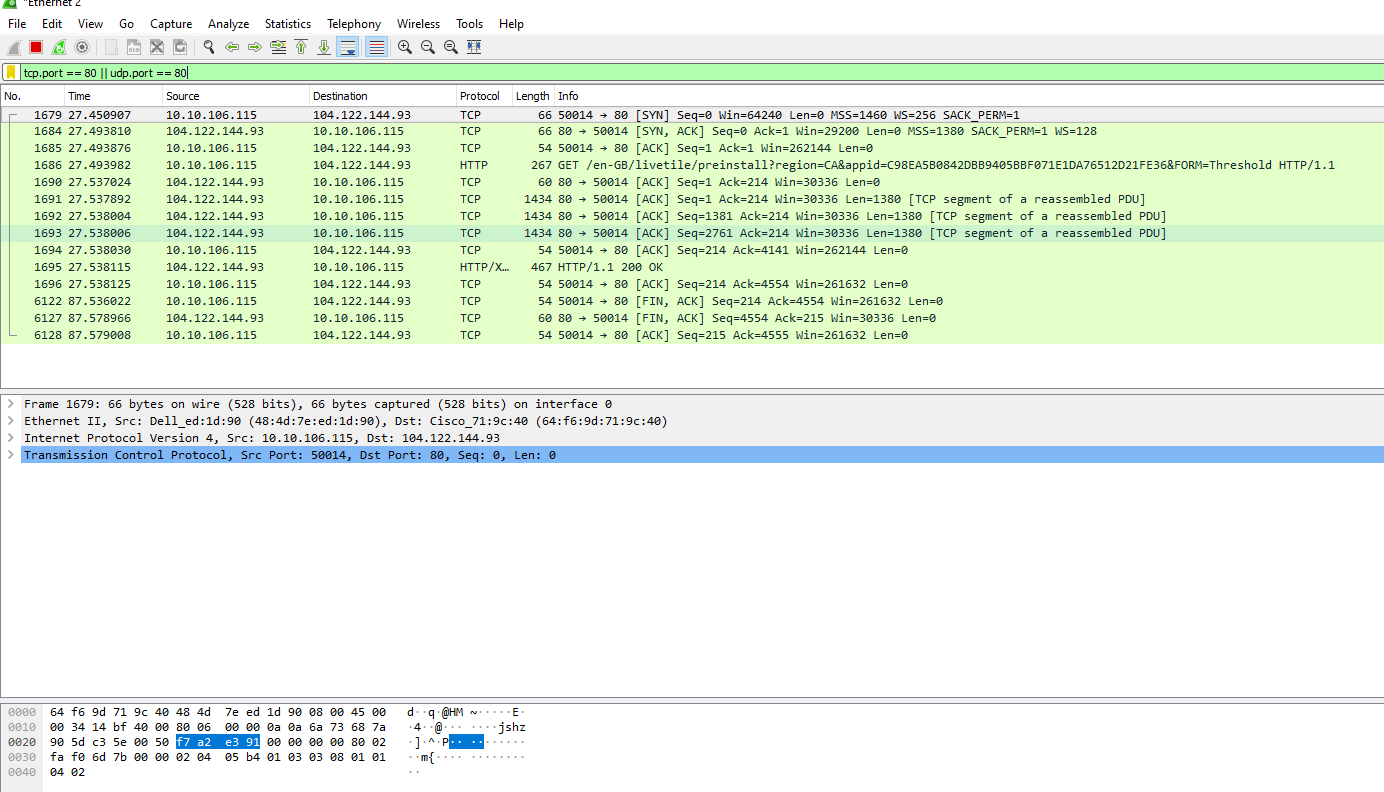 *Ethernet 2
File Edit View Go Capture Analyze Statistics Telephony Wireless Tools Help
tcp.port == 80 || udp.port == 80
No. Time Source Destination Protocol Length Info
1679 27.450907 10.10.106.115 104.122.144.93 TCP 66 50014 → 80 [SYN] Seq=0 Win=64240 Len=0 MSS=1460 WS=256 SACK_PERM=1
1684 27.493810 104.122.144.93 10.10.106.115 TCP 66 80 → 50014 [SYN, ACK] Seq=0 Ack=1 Win=29200 Len=0 MSS=1380 SACK_PERM=1 WS=128
1685 27.493876 10.10.106.115 104.122.144.93 TCP 54 50014 → 80 [ACK] Seq=1 Ack=1 Win=262144 Len=0
1686 27.493982 10.10.106.115 104.122.144.93 HTTP 267 GET /en-GB/livetile/preinstall?region=CA&appid=C98EA5B0842DBB9405BBF071E1DA76512D21FE36&FORM=Threshold HTTP/1.1
1690 27.537024 104.122.144.93 10.10.106.115 TCP 60 80 → 50014 [ACK] Seq=1 Ack=214 Win=30336 Len=0
1691 27.537892 104.122.144.93 10.10.106.115 TCP 1434 80 → 50014 [ACK] Seq=1 Ack=214 Win=30336 Len=1380 [TCP segment of a reassembled PDU]
1692 27.538004 104.122.144.93 10.10.106.115 TCP 1434 80 → 50014 [ACK] Seq=1381 Ack=214 Win=30336 Len=1380 [TCP segment of a reassembled PDU]
1693 27.538006 104.122.144.93 10.10.106.115 TCP 1434 80 → 50014 [ACK] Seq=2761 Ack=214 Win=30336 Len=1380 [TCP segment of a reassembled PDU]
1694 27.538030 10.10.106.115 104.122.144.93 TCP 54 50014 → 80 [ACK] Seq=214 Ack=4141 Win=262144 Len=0
1695 27.538115 104.122.144.93 10.10.106.115 HTTP/X… 467 HTTP/1.1 200 OK
1696 27.538125 10.10.106.115 104.122.144.93 TCP 54 50014 → 80 [ACK] Seq=214 Ack=4554 Win=261632 Len=0
6122 87.536022 10.10.106.115 104.122.144.93 TCP 54 50014 → 80 [FIN, ACK] Seq=214 Ack=4554 Win=261632 Len=0
6127 87.578966 104.122.144.93 10.10.106.115 TCP 60 80 → 50014 [FIN, ACK] Seq=4554 Ack=215 Win=30336 Len=0
6128 87.579008 10.10.106.115 104.122.144.93 TCP 54 50014 → 80 [ACK] Seq=215 Ack=4555 Win=261632 Len=0
Frame 1679: 66 bytes on wire (528 bits), 66 bytes captured (528 bits) on interface 0
Ethernet II, Src: Dell_ed:1d:90 (48:4d:7e:ed:1d:90), Dst: Cisco_71:9c:40 (64:f6:9d:71:9c:40)
Internet Protocol Version 4, Src: 10.10.106.115, Dst: 104.122.144.93
Transmission Control Protocol, Src Port: 50014, Dst Port: 80, Seq: 0, Len: 0
0000 64 f6 9d 71 9c 40 48 4d 7e ed 1d 90 08 00 45 00 d··q·@HM ~·····E·
0010 00 34 14 bf 40 00 80 06 00 00 0a 0a 6a 73 68 7a ·4··@··· ····jshz
0020 90 5d c3 5e 00 50 f7 a2 e3 91 00 00 00 00 80 02 ·]·^·P·· ········
0030 fa f0 6d 7b 00 00 02 04 05 b4 01 03 03 08 01 01 ··m{···· ········
0040 04 02 ··